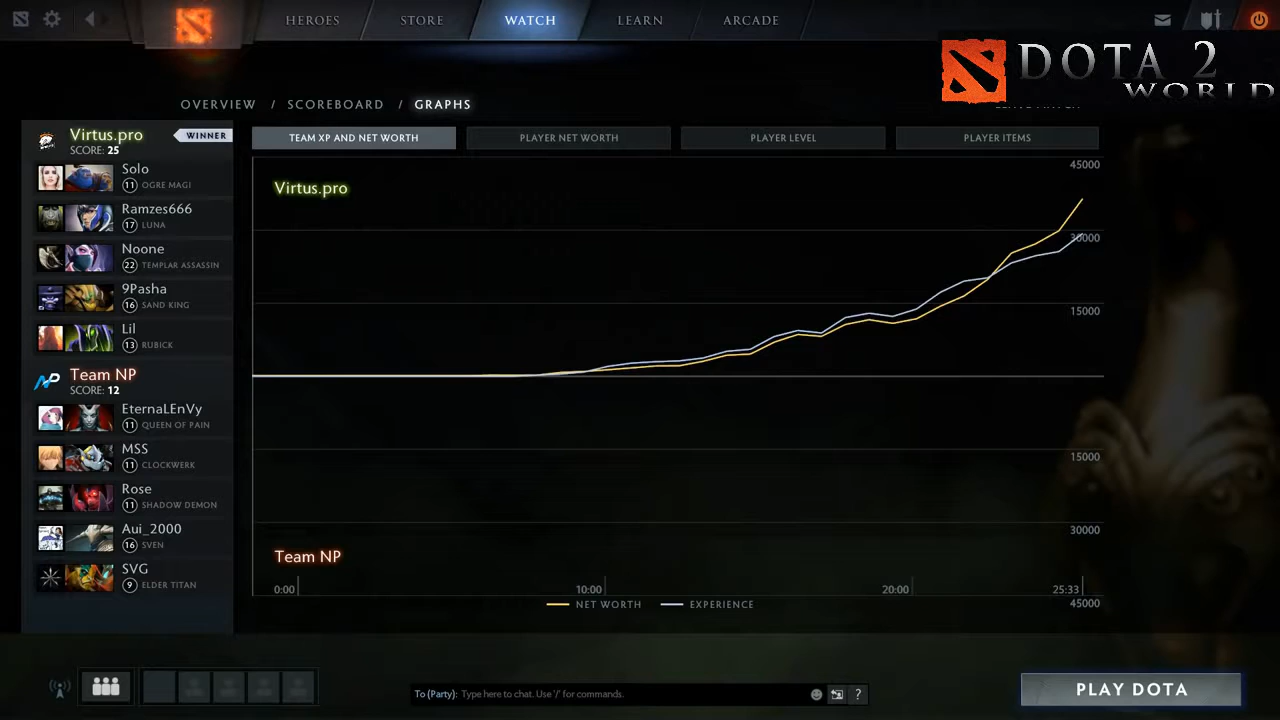 HEROES
STORE
WATCH
LEARN
ARCADE
DOTA 2
WORLD
OVERVIEW / SCOREBOARD / GRAPHS
Virtus.pro
WINNER
SCORE: 25
Solo
11 OGRE MAGI
Ramzes666
17 LUNA
Noone
22 TEMPLAR ASSASSIN
9Pasha
16 SAND KING
Lil
13 RUBICK
Team NP
SCORE: 12
EternaLEnVy
11 QUEEN OF PAIN
MSS
11 CLOCKWERK
Rose
11 SHADOW DEMON
Aui_2000
16 SVEN
SVG
9 ELDER TITAN
TEAM XP AND NET WORTH
PLAYER NET WORTH
PLAYER LEVEL
PLAYER ITEMS
Virtus.pro
45000
30000
15000
15000
30000
45000
Team NP
0:00
10:00
20:00
25:33
NET WORTH
EXPERIENCE
To (Party): Type here to chat. Use '/' for commands.
?
PLAY DOTA